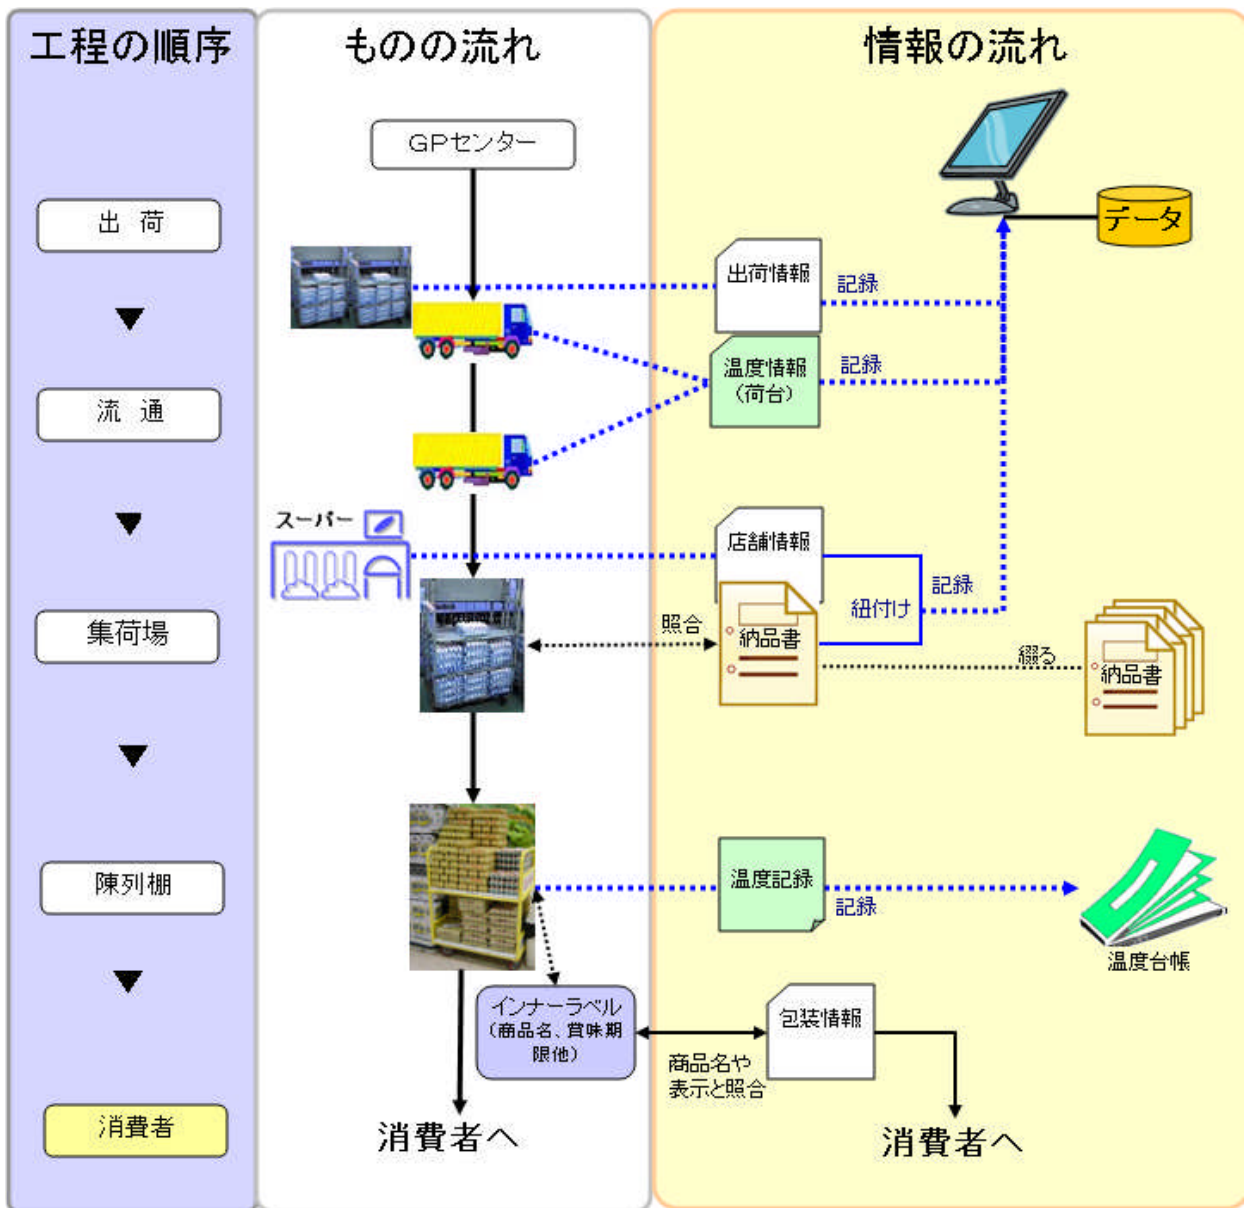 工程の順序
ものの流れ
情報の流れ
GPセンター
出 荷
データ
出荷情報
記録
温度情報
(荷台)
記録
流 通
スーパー
店舗情報
記録
紐付け
集荷場
照合
納品書
綴る
納品書
陳列棚
温度記録
記録
温度台帳
インナーラベル
(商品名、賞味期
限他)
包装情報
商品名や
表示と照合
消費者
消費者へ
消費者へ